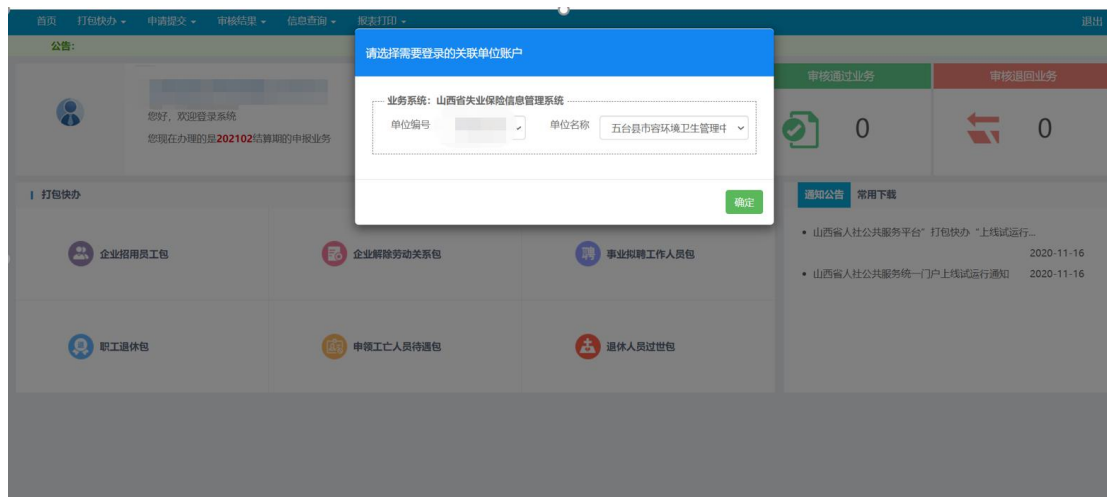 首页 打包快办 申请提交 审核结果 信息查询 报表打印 退出
公告：
请选择需要登录的关联单位账户
业务系统：山西省失业保险信息管理系统
单位编号 单位名称 五台县市容环境卫生管理中
确定
您好，欢迎登录系统
您现在办理的是202102结算期的申报业务
审核通过业务 审核退回业务
0 0
打包快办
企业招用员工包 企业解除劳动关系包 事业拟聘工作人员包
职工退休包 申领工亡人员待遇包 退休人员过世包
通知公告 常用下载
山西省人社公共服务平台”打包快办“上线试运行...
2020-11-16
山西省人社公共服务统一门户上线试运行通知 2020-11-16